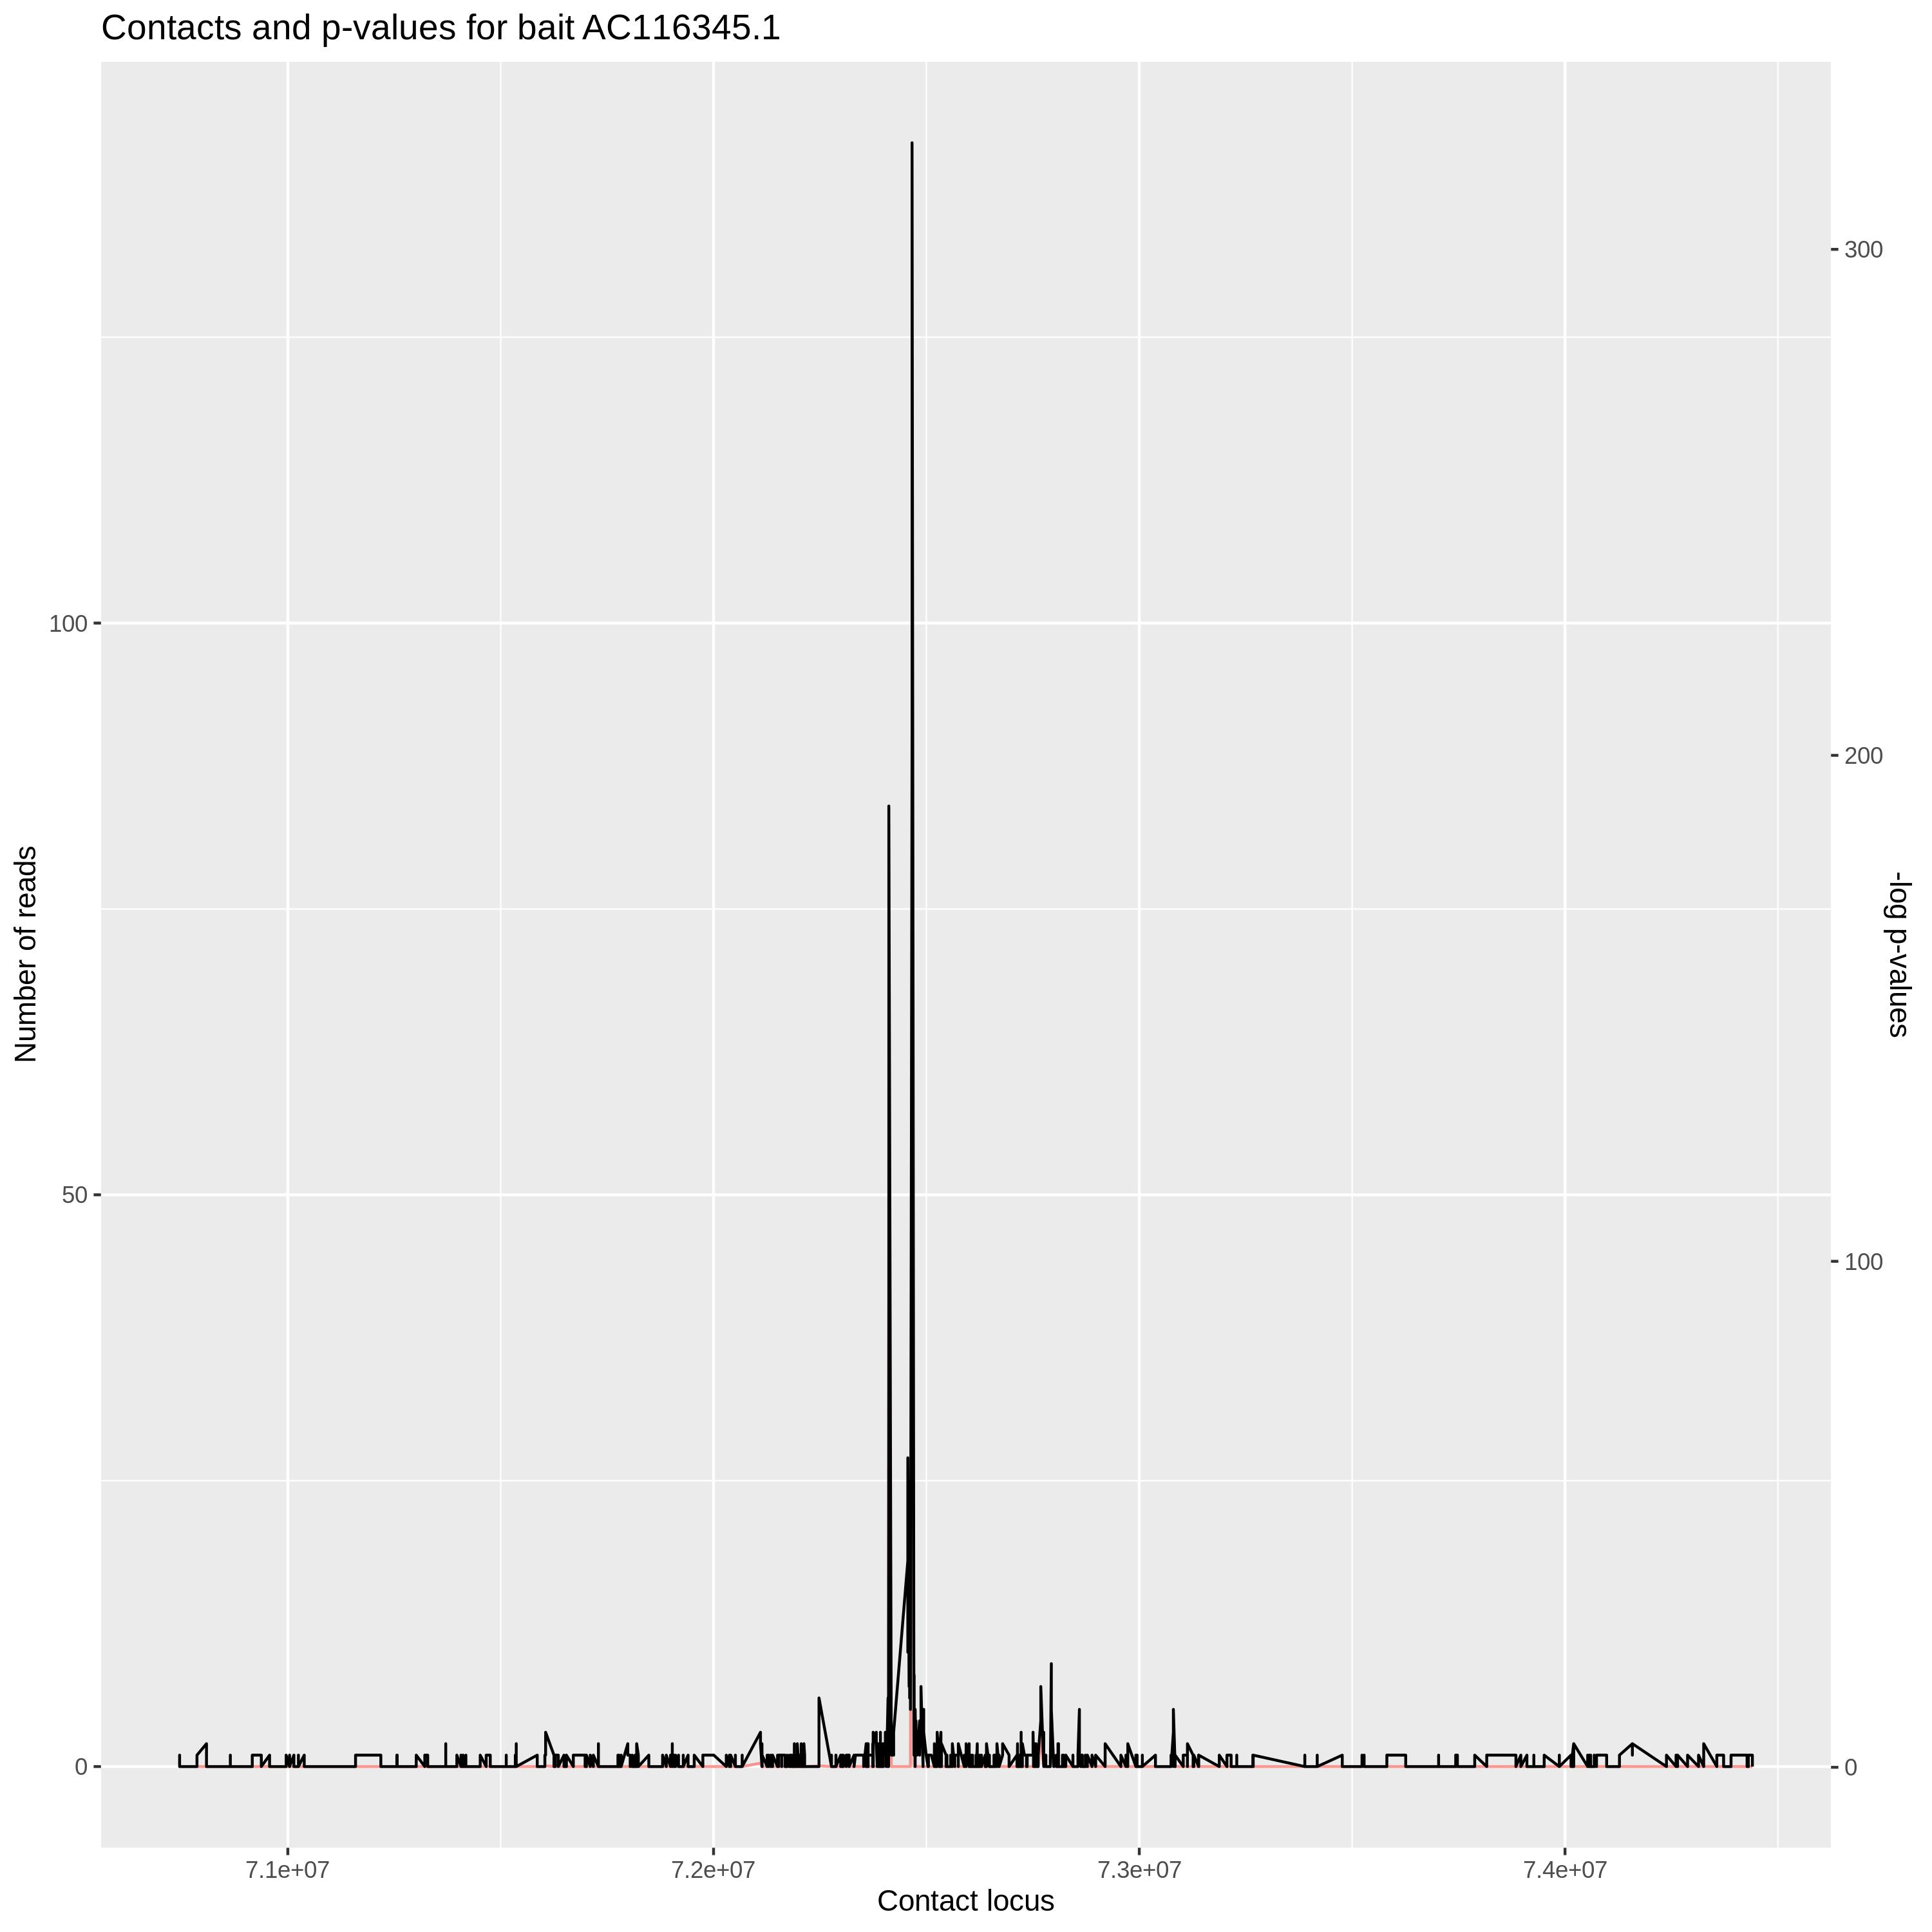 Contacts and p-values for bait AC116345.1
Number of reads
100
50
0
300
200
100
0
-log p-values
7.1e+07 7.2e+07 7.3e+07 7.4e+07
Contact locus